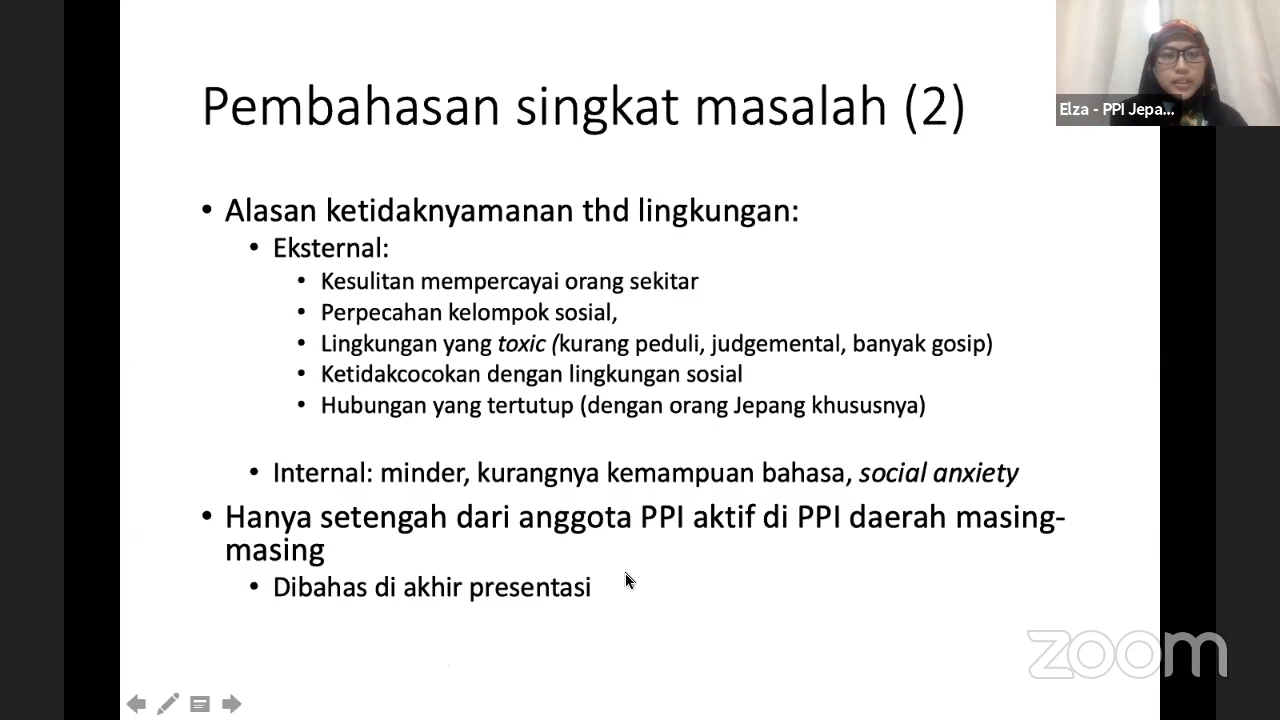 Pembahasan singkat masalah (2)
Elza - PPI Jepa...
• Alasan ketidaknyamanan thd lingkungan:
• Eksternal:
• Kesulitan mempercayai orang sekitar
• Perpecahan kelompok sosial,
• Lingkungan yang toxic (kurang peduli, judgemental, banyak gosip)
• Ketidakcocokan dengan lingkungan sosial
• Hubungan yang tertutup (dengan orang Jepang khususnya)
• Internal: minder, kurangnya kemampuan bahasa, social anxiety
• Hanya setengah dari anggota PPI aktif di PPI daerah masing-
masing
• Dibahas di akhir presentasi
zoom